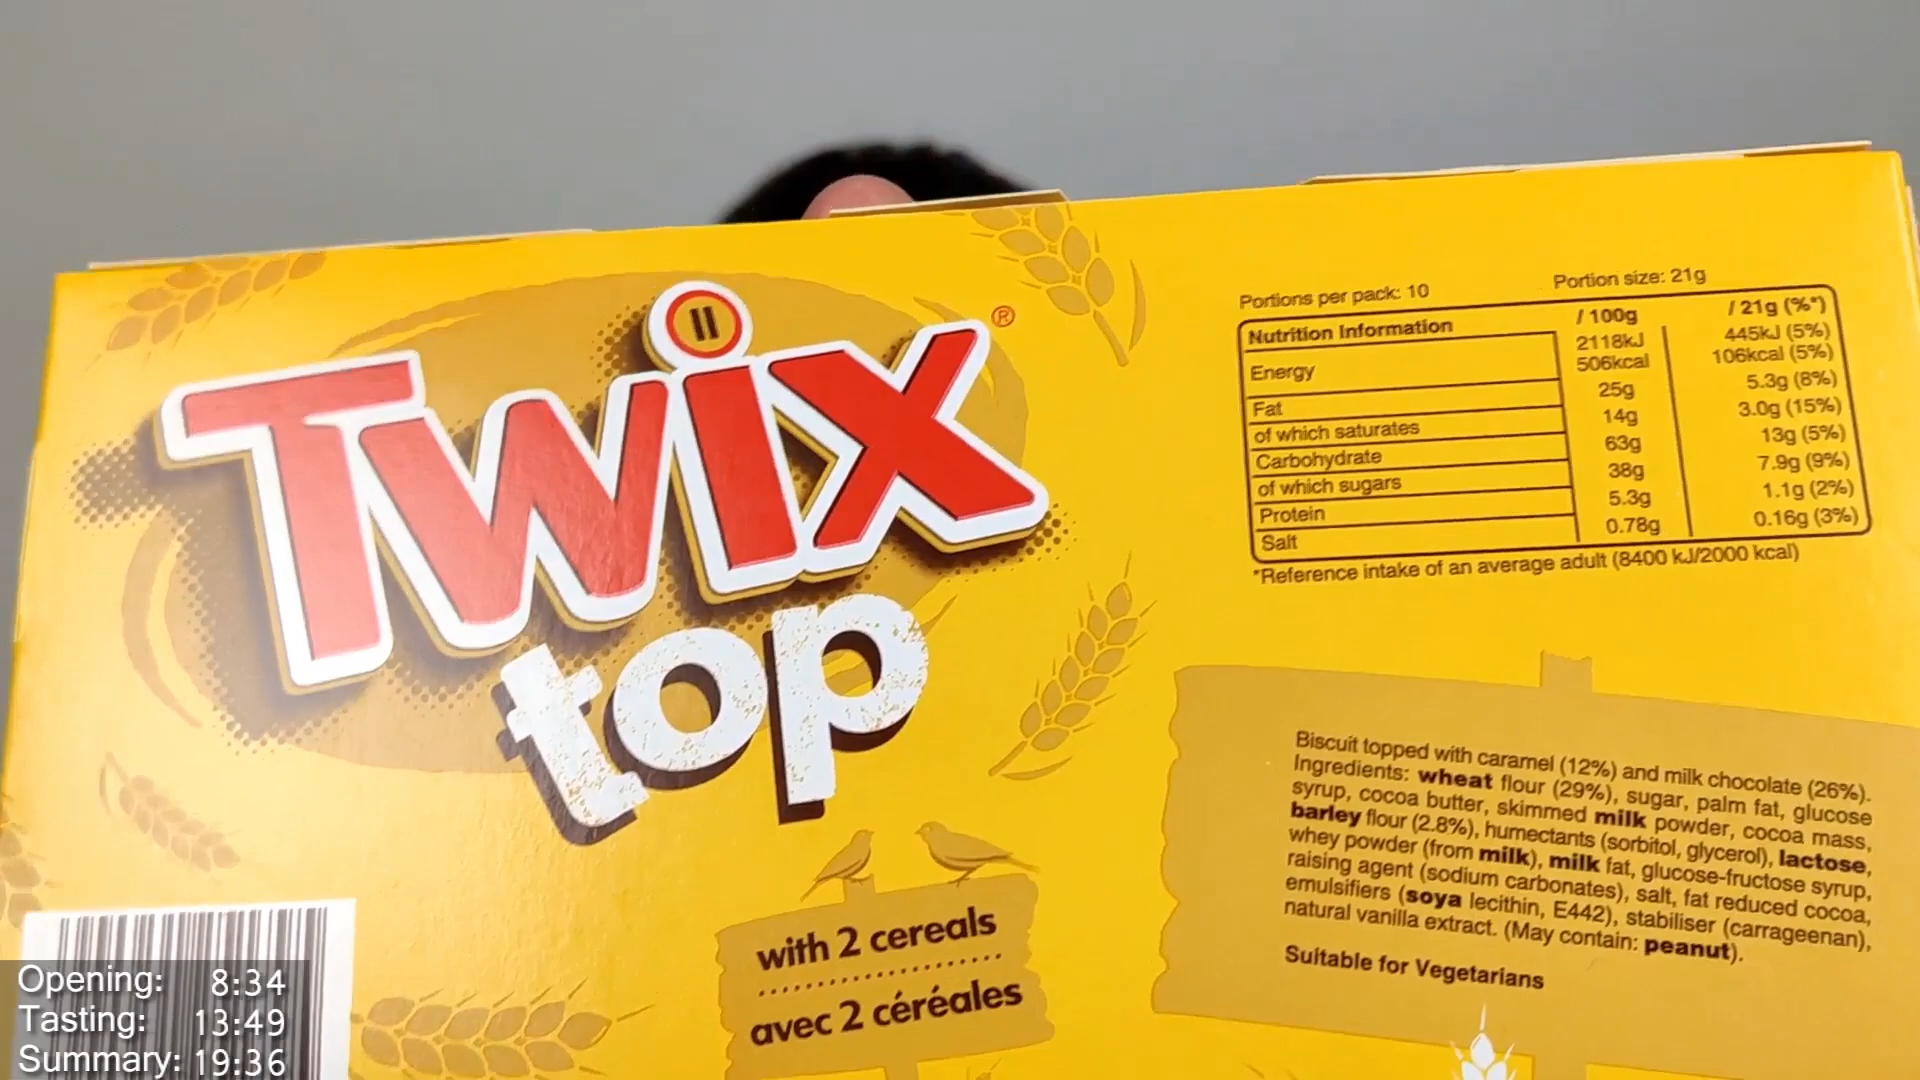 Twix®
top
with 2 cereals
avec 2 céréales
Portions per pack: 10 Portion size: 21g
Nutrition Information / 100g / 21g (%*)
Energy 2118kJ 445kJ (5%)
506kcal 106kcal (5%)
Fat 25g 5.3g (8%)
of which saturates 14g 3.0g (15%)
Carbohydrate 63g 13g (5%)
of which sugars 38g 7.9g (9%)
Protein 5.3g 1.1g (2%)
Salt 0.78g 0.16g (3%)
*Reference intake of an average adult (8400 kJ/2000 kcal)
Biscuit topped with caramel (12%) and milk chocolate (26%).
Ingredients: wheat flour (29%), sugar, palm fat, glucose
syrup, cocoa butter, skimmed milk powder, cocoa mass,
barley flour (2.8%), humectants (sorbitol, glycerol), lactose,
whey powder (from milk), milk fat, glucose-fructose syrup,
raising agent (sodium carbonates), salt, fat reduced cocoa,
emulsifiers (soya lecithin, E442), stabiliser (carrageenan),
natural vanilla extract. (May contain: peanut).
Suitable for Vegetarians
Opening: 8:34
Tasting: 13:49
Summary: 19:36